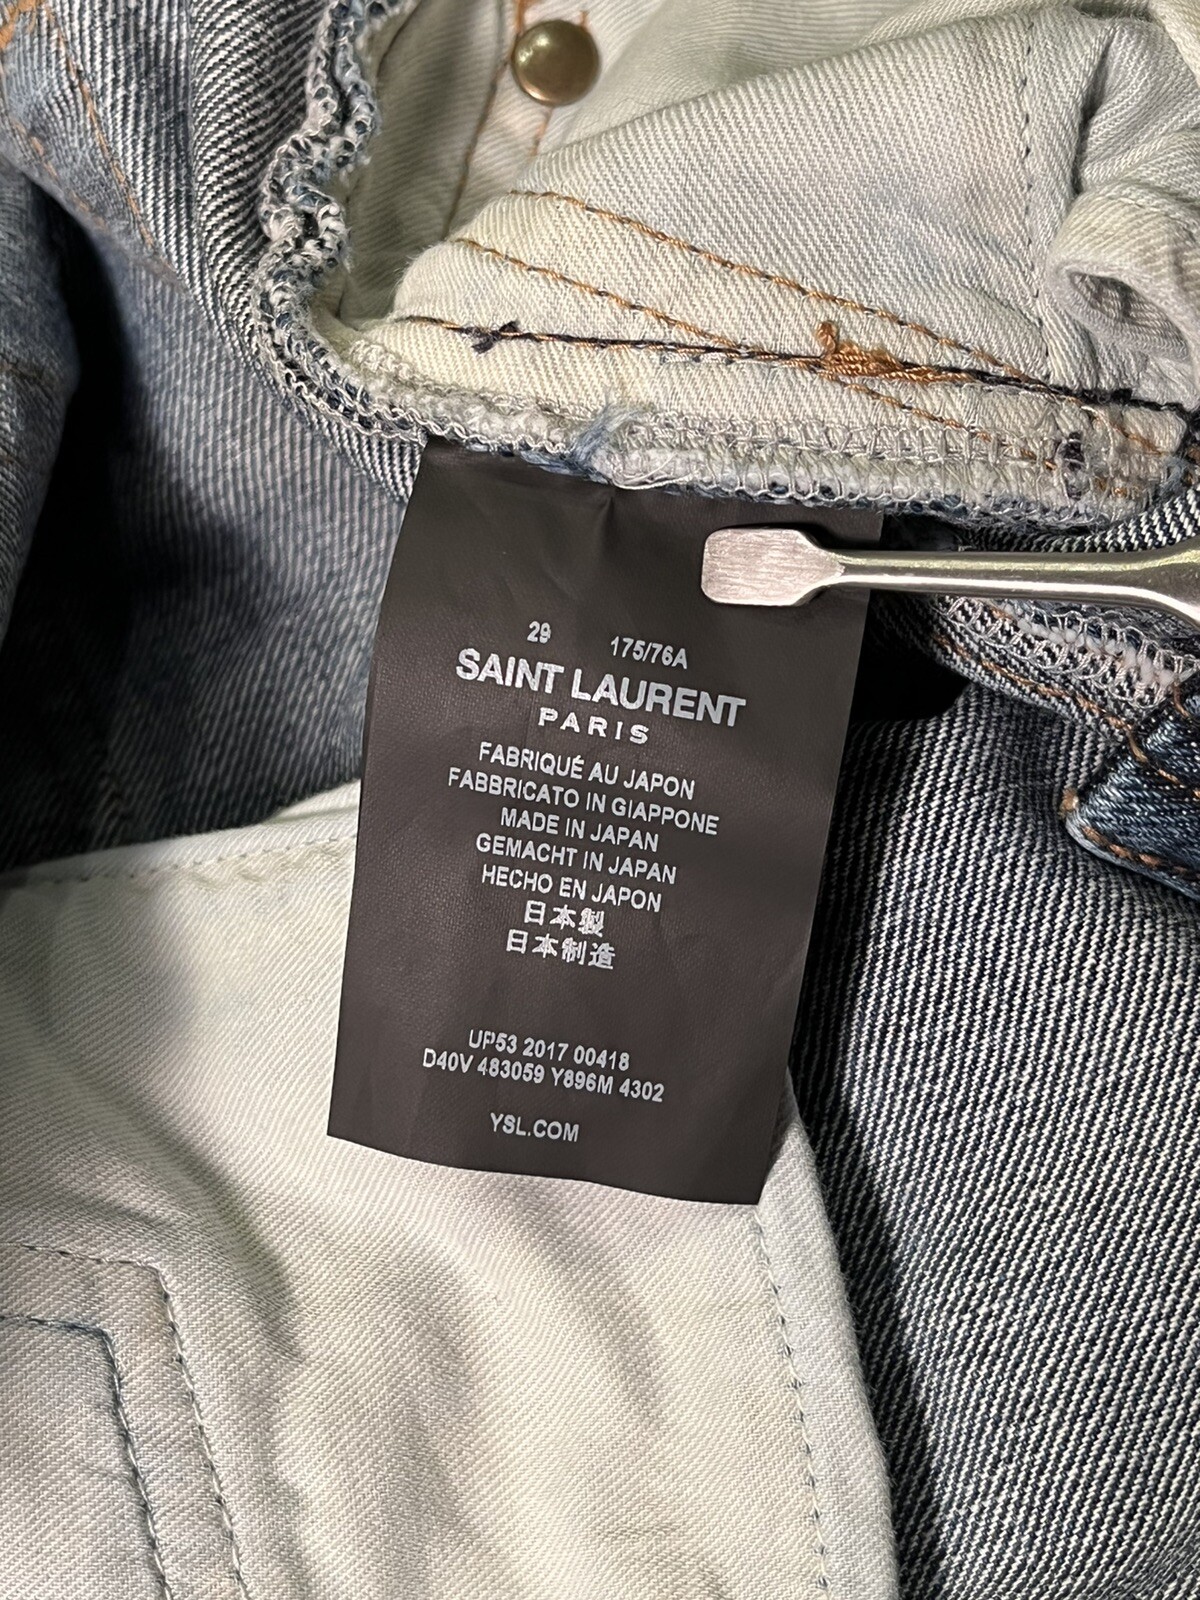 29 175/76A
SAINT LAURENT
PARIS
FABRIQUÉ AU JAPON
FABBRICATO IN GIAPPONE
MADE IN JAPAN
GEMACHT IN JAPAN
HECHO EN JAPON
日本製
日本制造
UP53 2017 00418
D40V 483059 Y896M 4302
YSL.COM